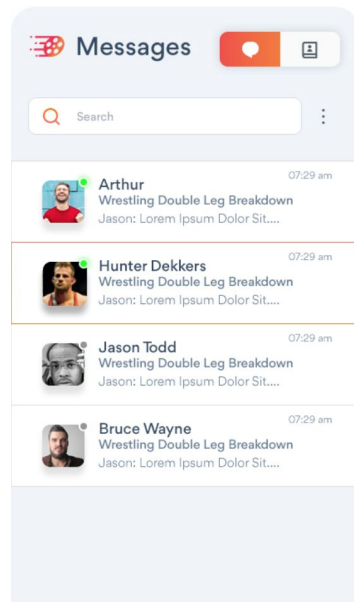 Messages
Search
07:29 am
Arthur
Wrestling Double Leg Breakdown
Jason: Lorem Ipsum Dolor Sit....
07:29 am
Hunter Dekkers
Wrestling Double Leg Breakdown
Jason: Lorem Ipsum Dolor Sit....
07:29 am
Jason Todd
Wrestling Double Leg Breakdown
Jason: Lorem Ipsum Dolor Sit....
07:29 am
Bruce Wayne
Wrestling Double Leg Breakdown
Jason: Lorem Ipsum Dolor Sit....